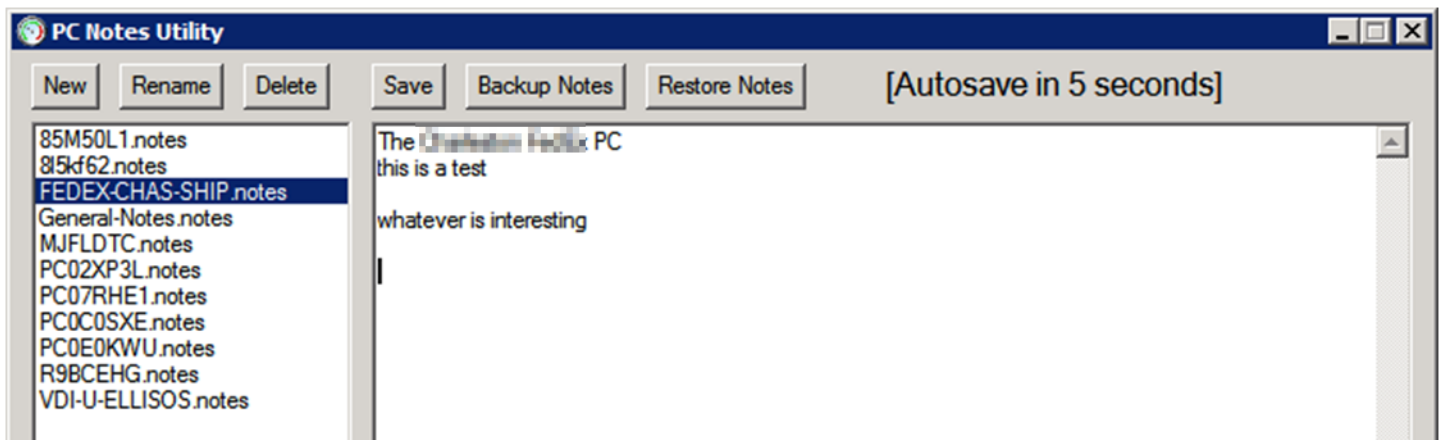 PC Notes Utility
New Rename Delete Save Backup Notes Restore Notes [Autosave in 5 seconds]
85M50L1.notes
8l5kf62.notes
FEDEX-CHAS-SHIP.notes
General-Notes.notes
MJFLDTC.notes
PC02XP3L.notes
PC07RHE1.notes
PC0C0SXE.notes
PC0E0KWU.notes
R9BCEHG.notes
VDI-U-ELLISOS.notes
The PC
this is a test
whatever is interesting